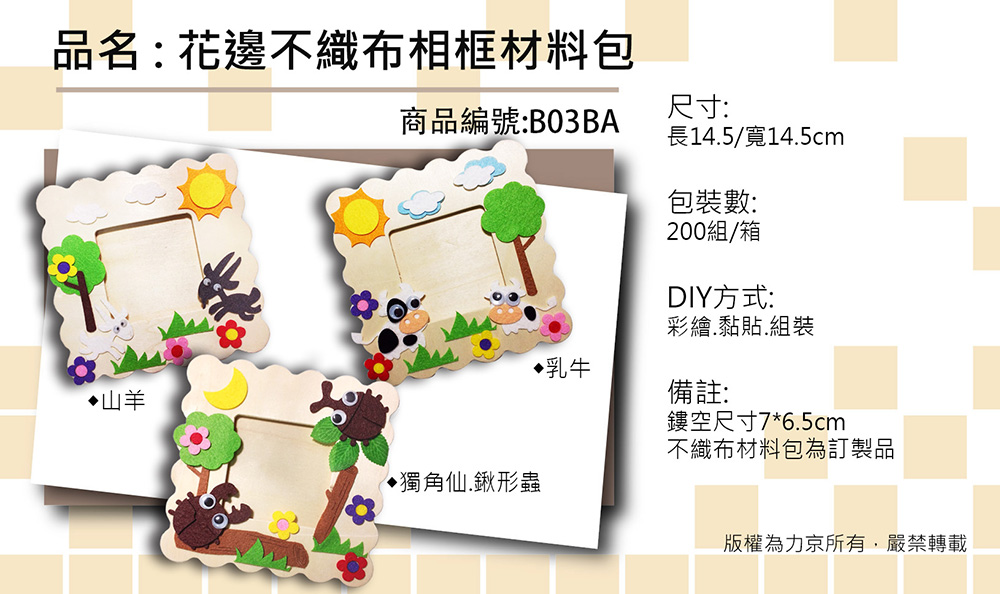 品名：花邊不織布相框材料包
商品編號:B03BA
尺寸:
長14.5/寬14.5cm
包裝數:
200組/箱
DIY方式:
彩繪.黏貼.組裝
備註:
鏤空尺寸7*6.5cm
不織布材料包為訂製品
◆山羊
◆乳牛
◆獨角仙.鍬形蟲
版權為力京所有，嚴禁轉載